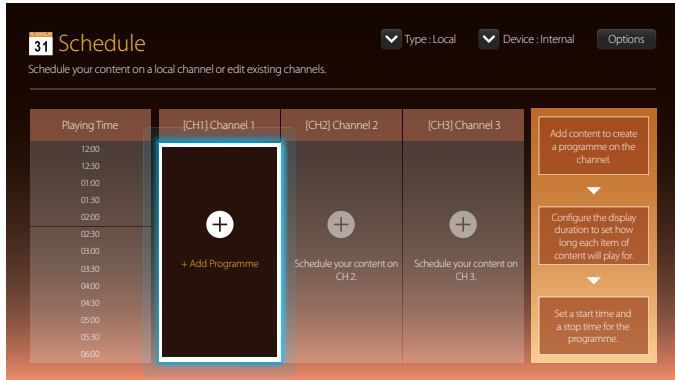 31 Schedule
Type : Local
Device : Internal
Options
Schedule your content on a local channel or edit existing channels.
Playing Time
[CH1] Channel 1
[CH2] Channel 2
[CH3] Channel 3
12:00
12:30
01:00
01:30
02:00
02:30
03:00
03:30
04:00
04:30
05:00
05:30
06:00
+ Add Programme
Schedule your content on
CH 2.
Schedule your content on
CH 3.
Add content to create
a programme on the
channel.
Configure the display
duration to set how
long each item of
content will play for.
Set a start time and
a stop time for the
programme.